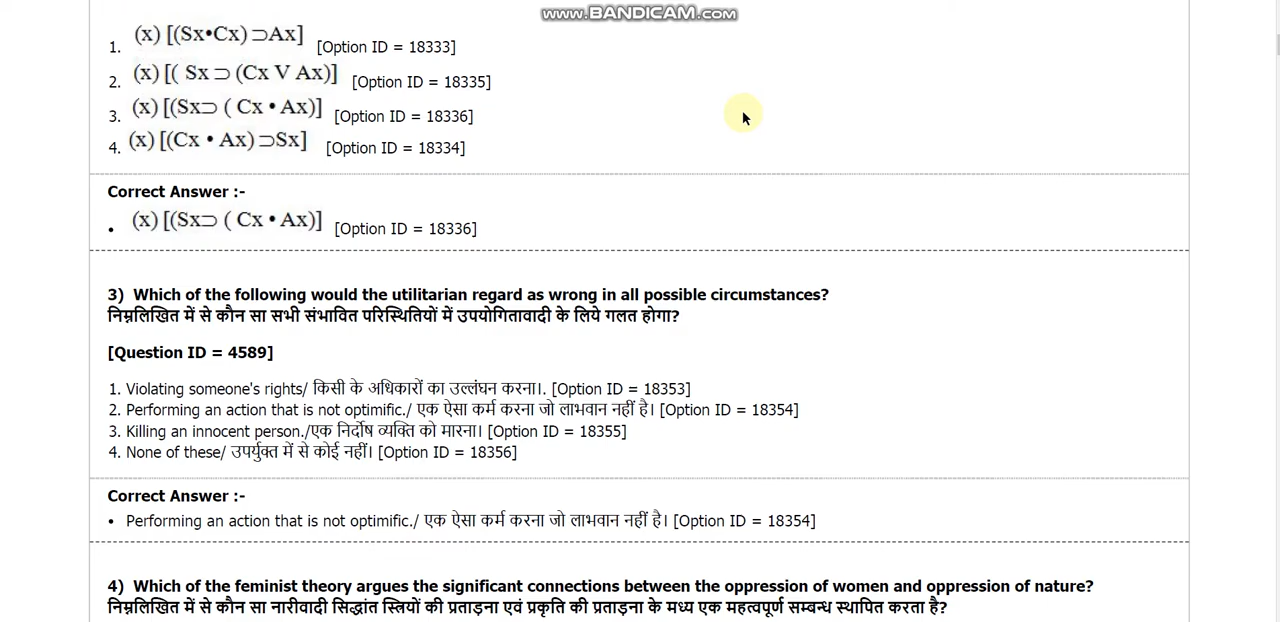 www.BANDICAM.com
1. (x) [(Sx•Cx) ⊃Ax] [Option ID = 18333]
2. (x) [( Sx ⊃ (Cx V Ax)] [Option ID = 18335]
3. (x) [(Sx⊃ ( Cx • Ax)] [Option ID = 18336]
4. (x) [(Cx • Ax) ⊃Sx] [Option ID = 18334]
Correct Answer :-
• (x) [(Sx⊃ ( Cx • Ax)] [Option ID = 18336]
3) Which of the following would the utilitarian regard as wrong in all possible circumstances?
निम्नलिखित में से कौन सा सभी संभावित परिस्थितियों में उपयोगितावादी के लिये गलत होगा?
[Question ID = 4589]
1. Violating someone's rights/ किसी के अधिकारों का उल्लंघन करना।. [Option ID = 18353]
2. Performing an action that is not optimific./ एक ऐसा कर्म करना जो लाभवान नहीं है। [Option ID = 18354]
3. Killing an innocent person./एक निर्दोष व्यक्ति को मारना। [Option ID = 18355]
4. None of these/ उपर्युक्त में से कोई नहीं। [Option ID = 18356]
Correct Answer :-
• Performing an action that is not optimific./ एक ऐसा कर्म करना जो लाभवान नहीं है। [Option ID = 18354]
4) Which of the feminist theory argues the significant connections between the oppression of women and oppression of nature?
निम्नलिखित में से कौन सा नारीवादी सिद्धांत स्त्रियों की प्रताड़ना एवं प्रकृति की प्रताड़ना के मध्य एक महत्वपूर्ण सम्बन्ध स्थापित करता है?